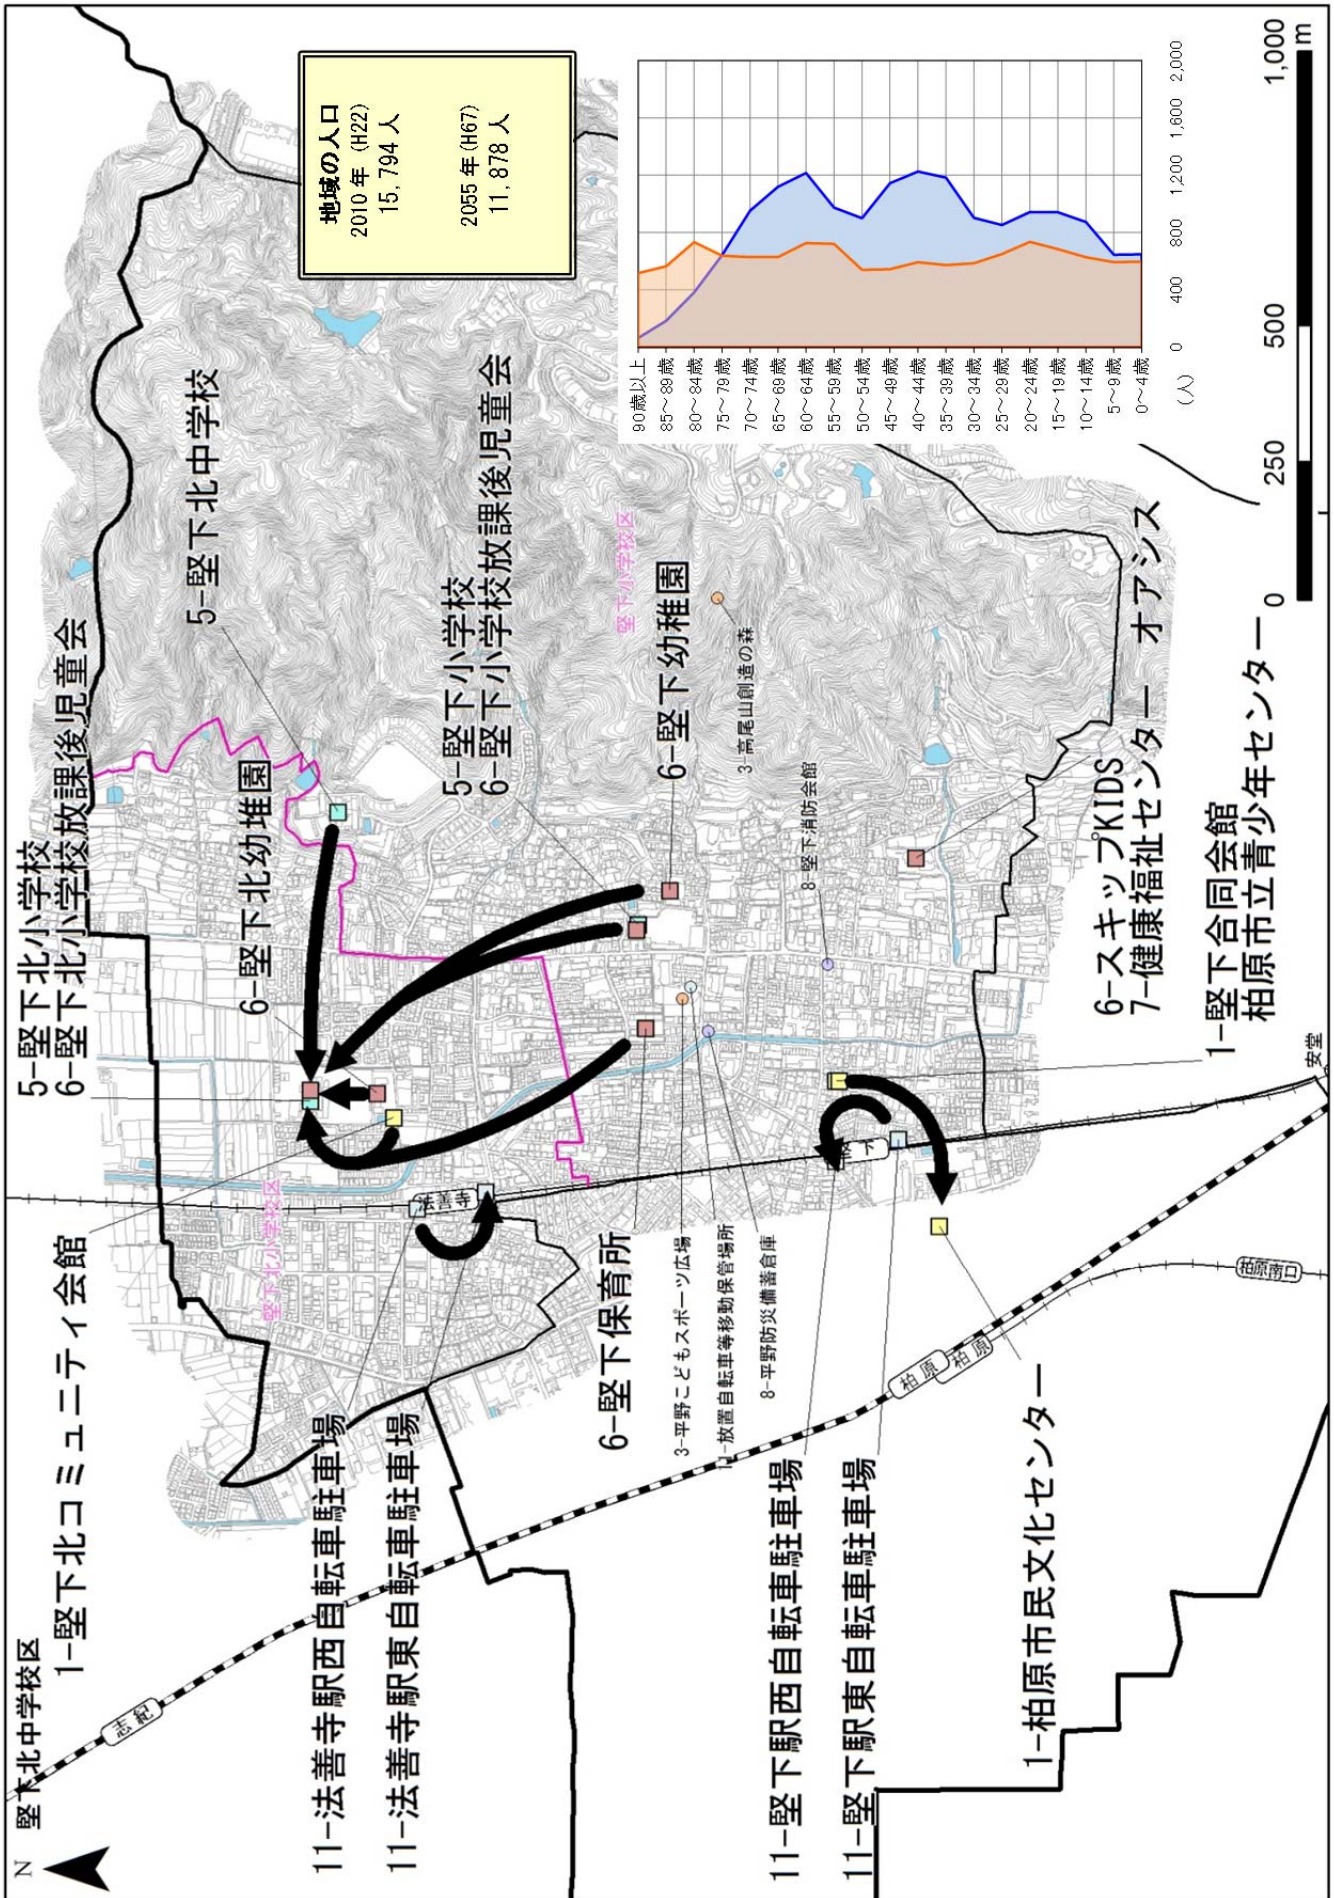 N
堅下北中学校区
5-堅下北小学校
6-堅下北小学校放課後児童会
1-堅下北コミュニティ会館
6-堅下北幼堆園
5-堅下北中学校
地域の人口
2010年 (H22)
15,794 人
2055年(H67)
11,878 人
志紀
堅下北小学校区
11-法善寺駅西自転車駐車場
11-法善寺駅東自転車駐車場
法善寺
5-堅下小学校
6-堅下小学校放課後児童会
堅下小学校区
6-堅下幼稚園
3-高尾山創造の森
6-堅下保育所
3-平野こどもスポーツ広場
11-放置自転車等移動保管場所
8-平野防災備蓄倉庫
8-堅下消防会館
11-堅下駅西自転車駐車場
11-堅下駅東自転車駐車場
堅下
柏原
柏原
柏原南口
安堂
1-柏原市民文化センター
6-スキップKIDS
7-健康福祉センター オアシス
1-堅下合同会館
柏原市立青少年センター
90歳以上
85～89歳
80～84歳
75～79歳
70～74歳
65～69歳
60～64歳
55～59歳
50～54歳
45～49歳
40～44歳
35～39歳
30～34歳
25～29歳
20～24歳
15～19歳
10～14歳
5～9歳
0～4歳
(人)
0 400 800 1,200 1,600 2,000
0 250 500 1,000
m